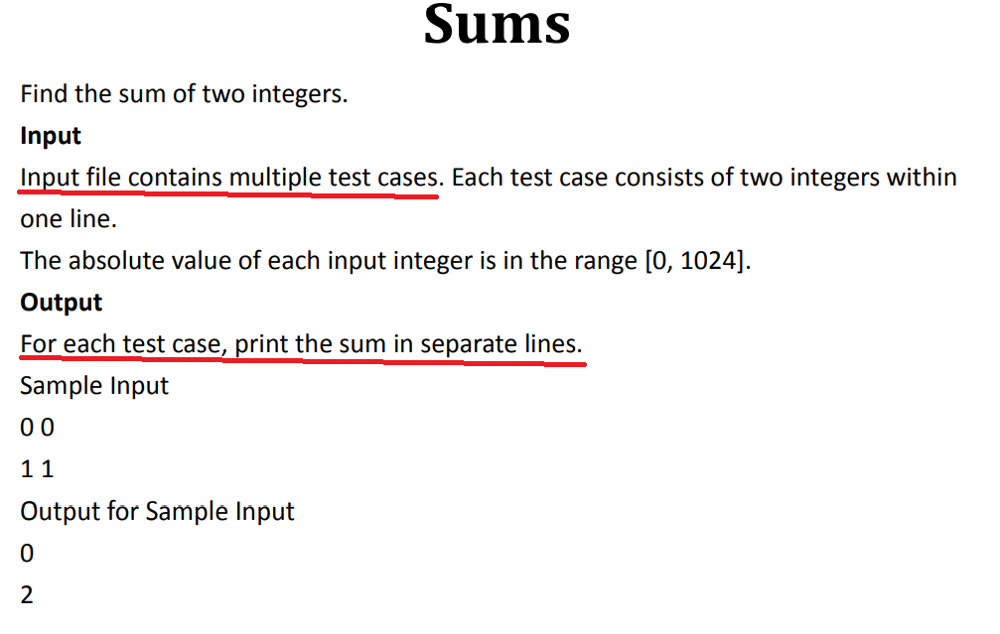 Sums
Find the sum of two integers.
Input
Input file contains multiple test cases. Each test case consists of two integers within
one line.
The absolute value of each input integer is in the range [0, 1024].
Output
For each test case, print the sum in separate lines.
Sample Input
0 0
1 1
Output for Sample Input
0
2